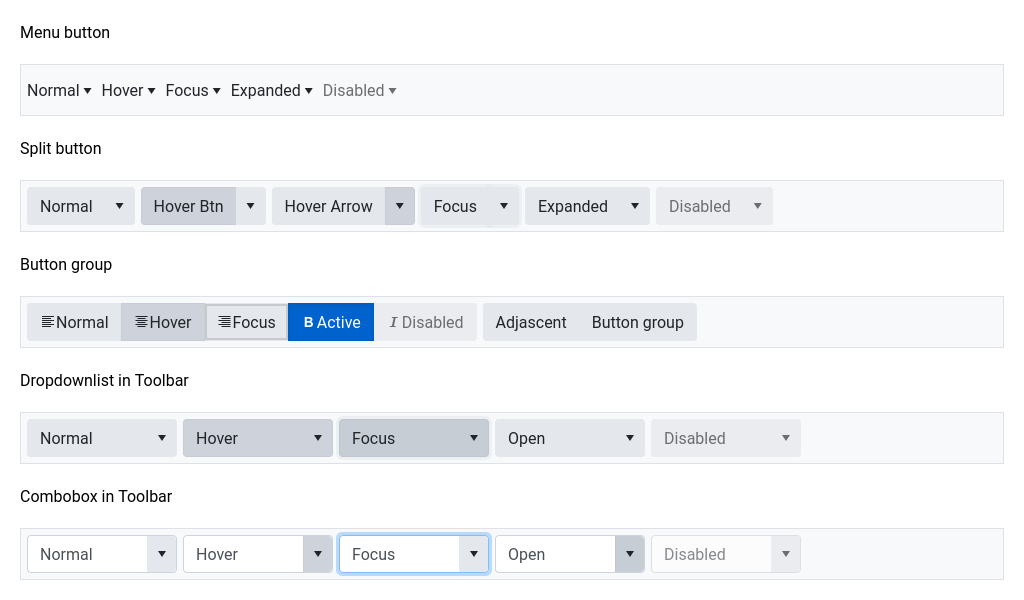 Menu button
Normal Hover Focus Expanded Disabled
Split button
Normal Hover Btn Hover Arrow Focus Expanded Disabled
Button group
Normal Hover Focus B Active I Disabled Adjascent Button group
Dropdownlist in Toolbar
Normal Hover Focus Open Disabled
Combobox in Toolbar
Normal Hover Focus Open Disabled